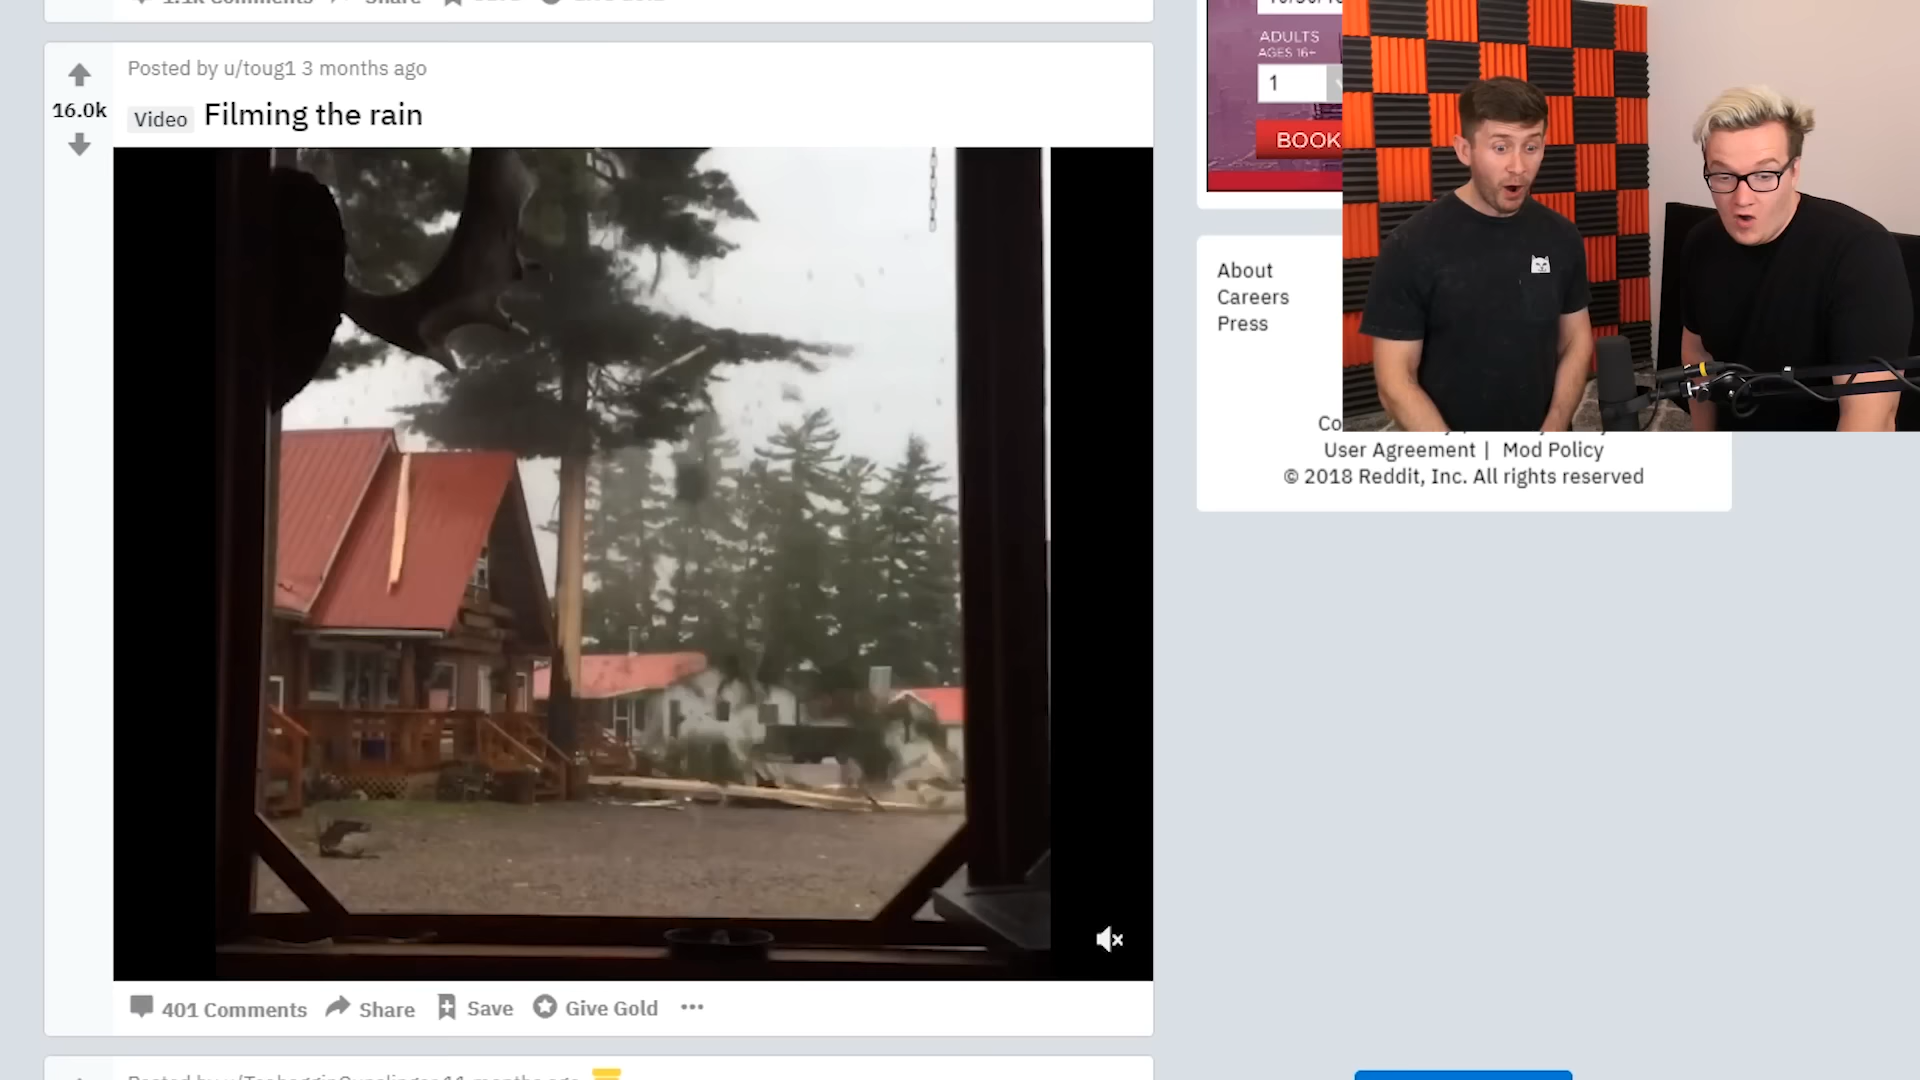 Share
Posted by u/toug1 3 months ago
16.0k
Video Filming the rain
ADULTS
AGES 16+
1
BOOK
About
Careers
Press
User Agreement | Mod Policy
© 2018 Reddit, Inc. All rights reserved
401 Comments Share Save Give Gold